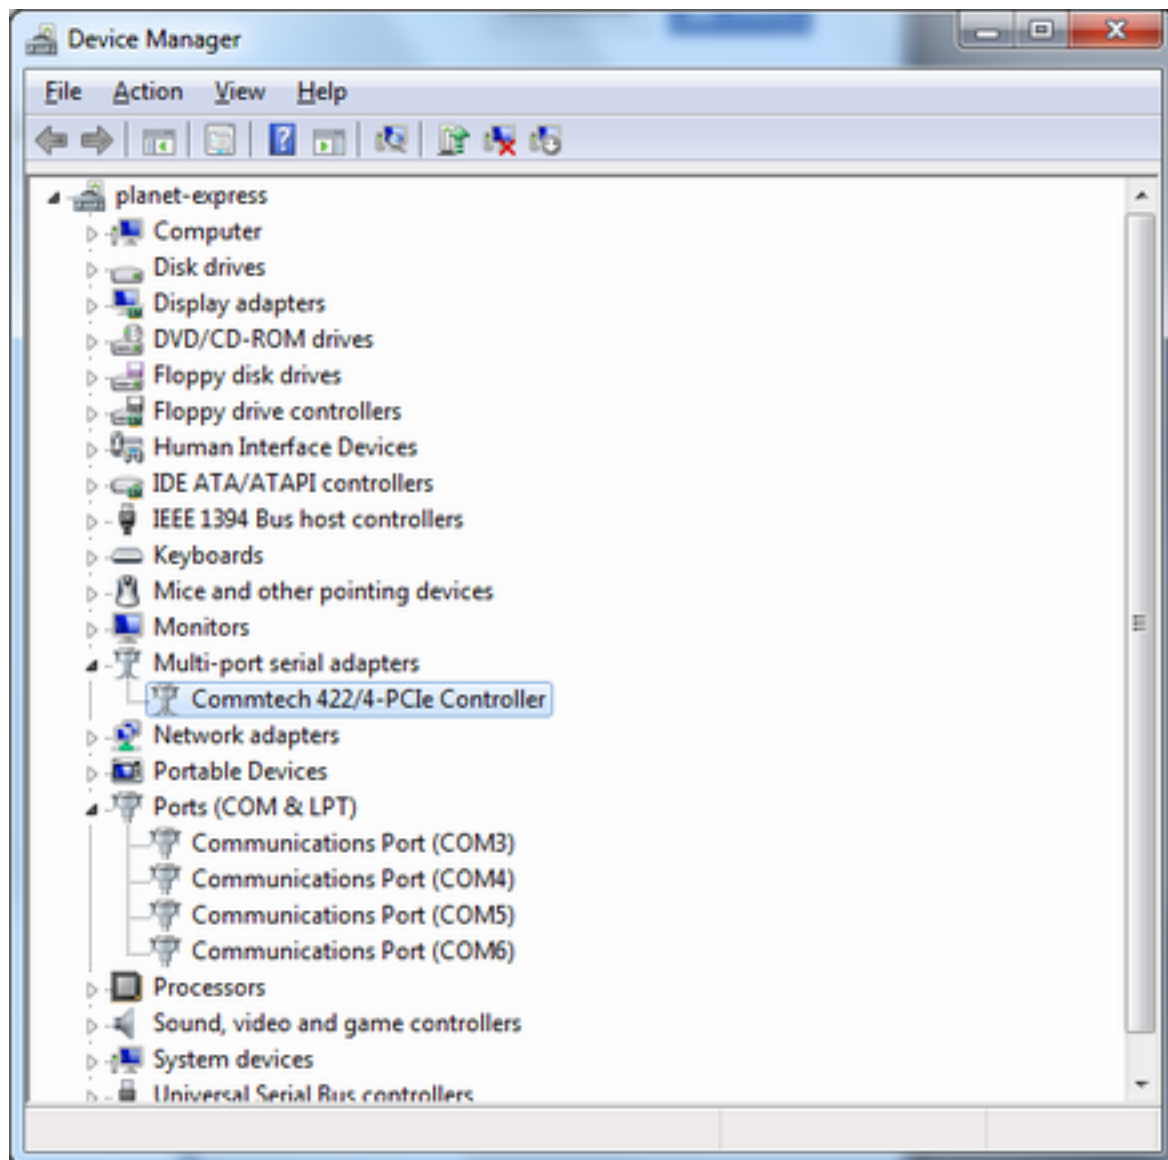 Device Manager
File Action View Help
planet-express
Computer
Disk drives
Display adapters
DVD/CD-ROM drives
Floppy disk drives
Floppy drive controllers
Human Interface Devices
IDE ATA/ATAPI controllers
IEEE 1394 Bus host controllers
Keyboards
Mice and other pointing devices
Monitors
Multi-port serial adapters
Commtech 422/4-PCIe Controller
Network adapters
Portable Devices
Ports (COM & LPT)
Communications Port (COM3)
Communications Port (COM4)
Communications Port (COM5)
Communications Port (COM6)
Processors
Sound, video and game controllers
System devices
Universal Serial Bus controllers